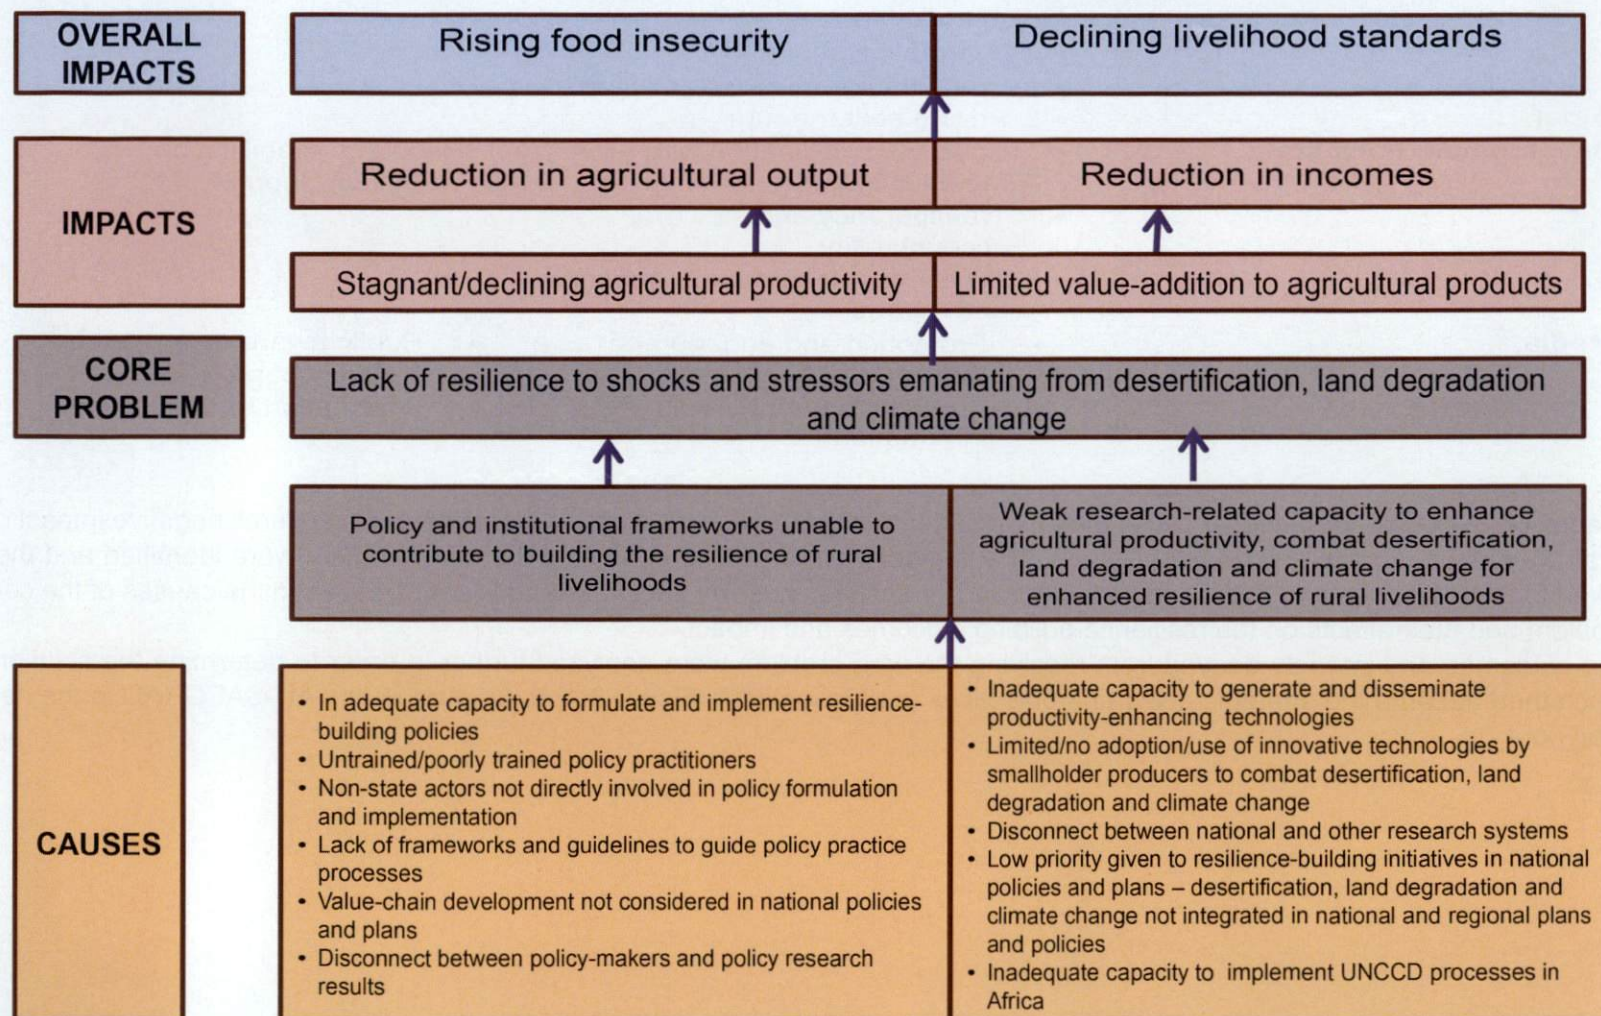 OVERALL
IMPACTS
Rising food insecurity
Declining livelihood standards
IMPACTS
Reduction in agricultural output
Reduction in incomes
Stagnant/declining agricultural productivity
Limited value-addition to agricultural products
CORE
PROBLEM
Lack of resilience to shocks and stressors emanating from desertification, land degradation
and climate change
Policy and institutional frameworks unable to
contribute to building the resilience of rural
livelihoods
Weak research-related capacity to enhance
agricultural productivity, combat desertification,
land degradation and climate change for
enhanced resilience of rural livelihoods
CAUSES
• In adequate capacity to formulate and implement resilience-
building policies
• Untrained/poorly trained policy practitioners
• Non-state actors not directly involved in policy formulation
and implementation
• Lack of frameworks and guidelines to guide policy practice
processes
• Value-chain development not considered in national policies
and plans
• Disconnect between policy-makers and policy research
results
• Inadequate capacity to generate and disseminate
productivity-enhancing technologies
• Limited/no adoption/use of innovative technologies by
smallholder producers to combat desertification, land
degradation and climate change
• Disconnect between national and other research systems
• Low priority given to resilience-building initiatives in national
policies and plans – desertification, land degradation and
climate change not integrated in national and regional plans
and policies
• Inadequate capacity to implement UNCCD processes in
Africa